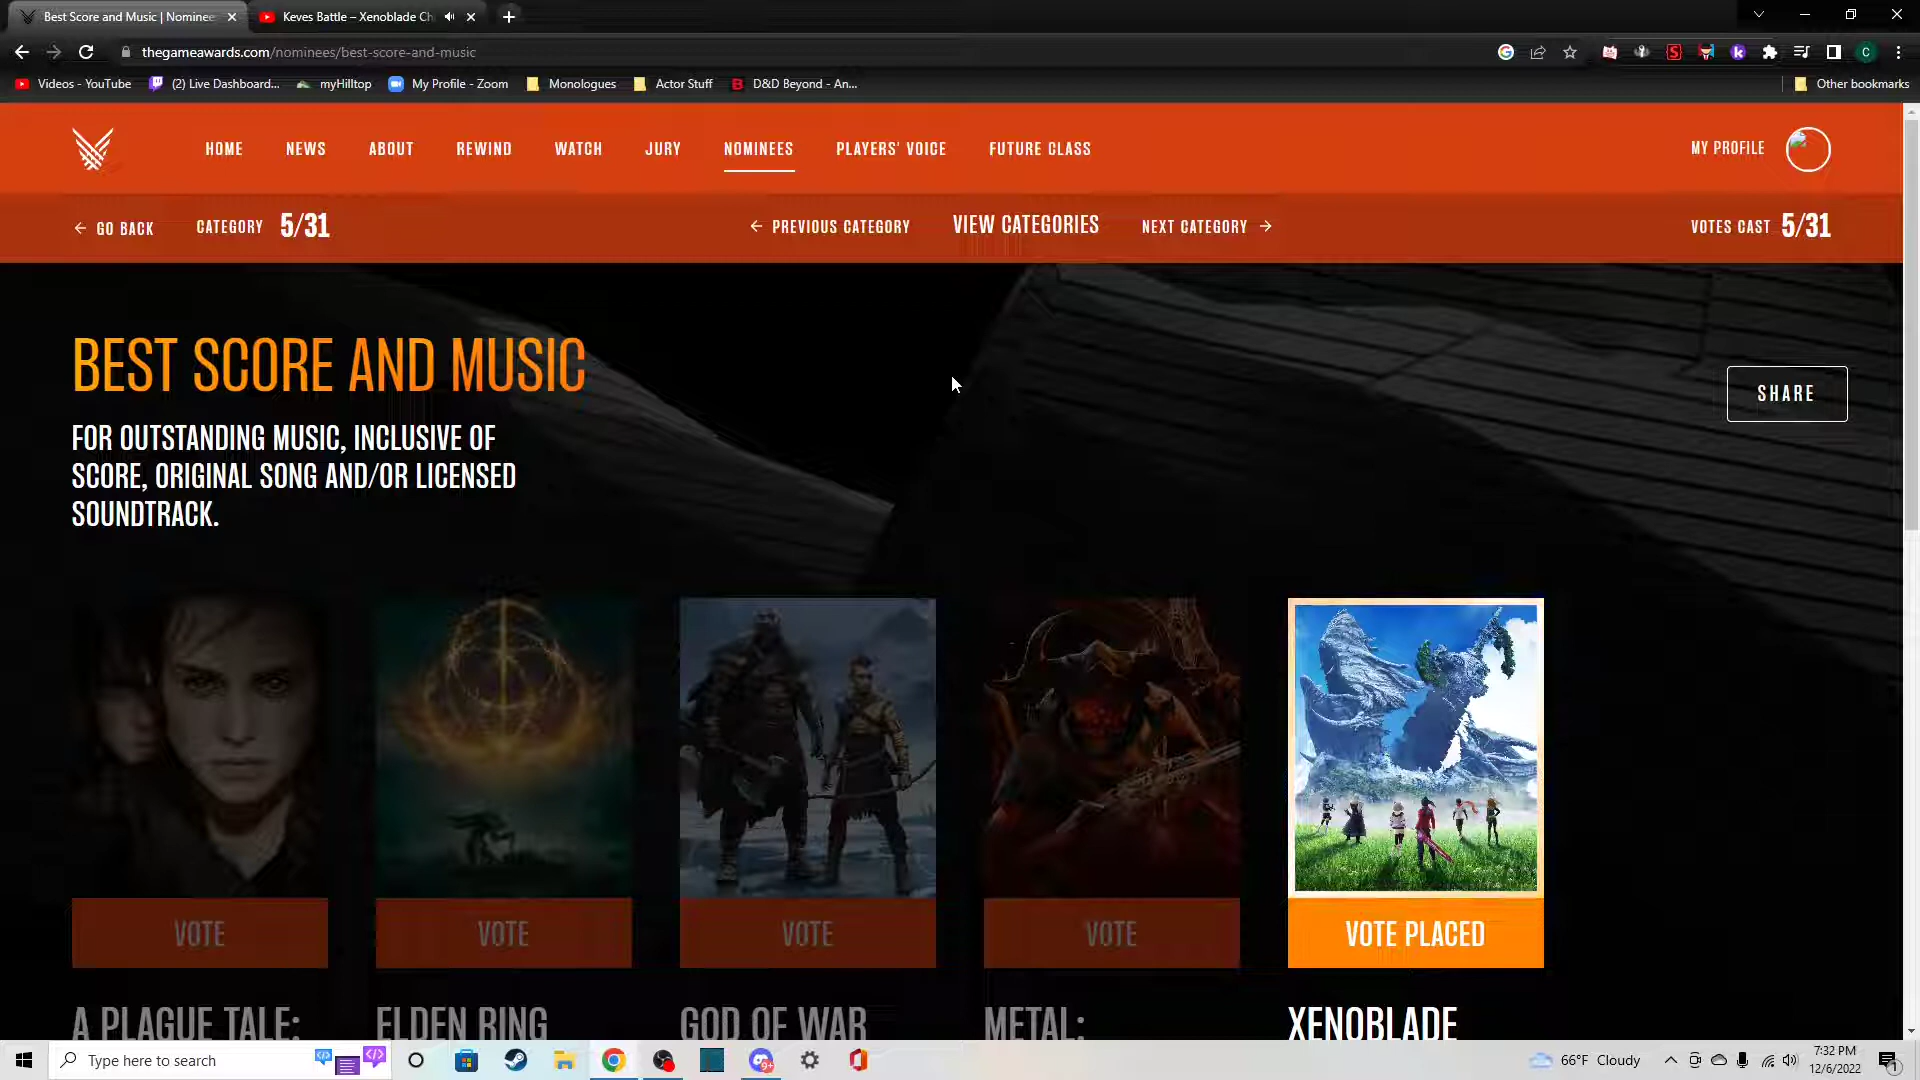 Best Score and Music | Nominee
Keves Battle – Xenoblade Ch
thegameawards.com/nominees/best-score-and-music
Videos - YouTube
(2) Live Dashboard...
myHilltop
My Profile - Zoom
Monologues
Actor Stuff
D&D Beyond - An...
Other bookmarks
HOME
NEWS
ABOUT
REWIND
WATCH
JURY
NOMINEES
PLAYERS' VOICE
FUTURE CLASS
MY PROFILE
GO BACK
CATEGORY 5/31
PREVIOUS CATEGORY
VIEW CATEGORIES
NEXT CATEGORY
VOTES CAST 5/31
BEST SCORE AND MUSIC
SHARE
FOR OUTSTANDING MUSIC, INCLUSIVE OF
SCORE, ORIGINAL SONG AND/OR LICENSED
SOUNDTRACK.
VOTE
VOTE
VOTE
VOTE
VOTE PLACED
A PLAGUE TALE:
ELDEN RING
GOD OF WAR
METAL:
XENOBLADE
Type here to search
9+
66°F Cloudy
7:32 PM
12/6/2022
1